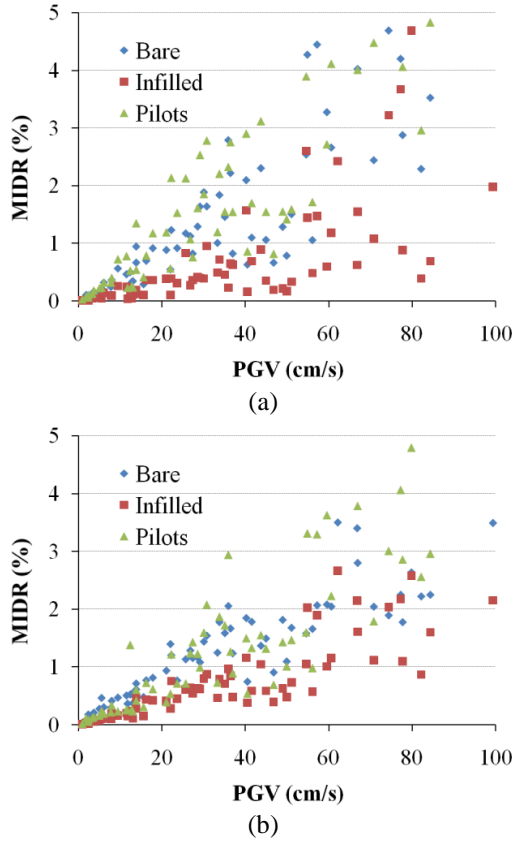 5
4
3
2
1
0
MIDR (%)
Bare
Infilled
Pilots
0 20 40 60 80 100
PGV (cm/s)
(a)
5
4
3
2
1
0
MIDR (%)
Bare
Infilled
Pilots
0 20 40 60 80 100
PGV (cm/s)
(b)